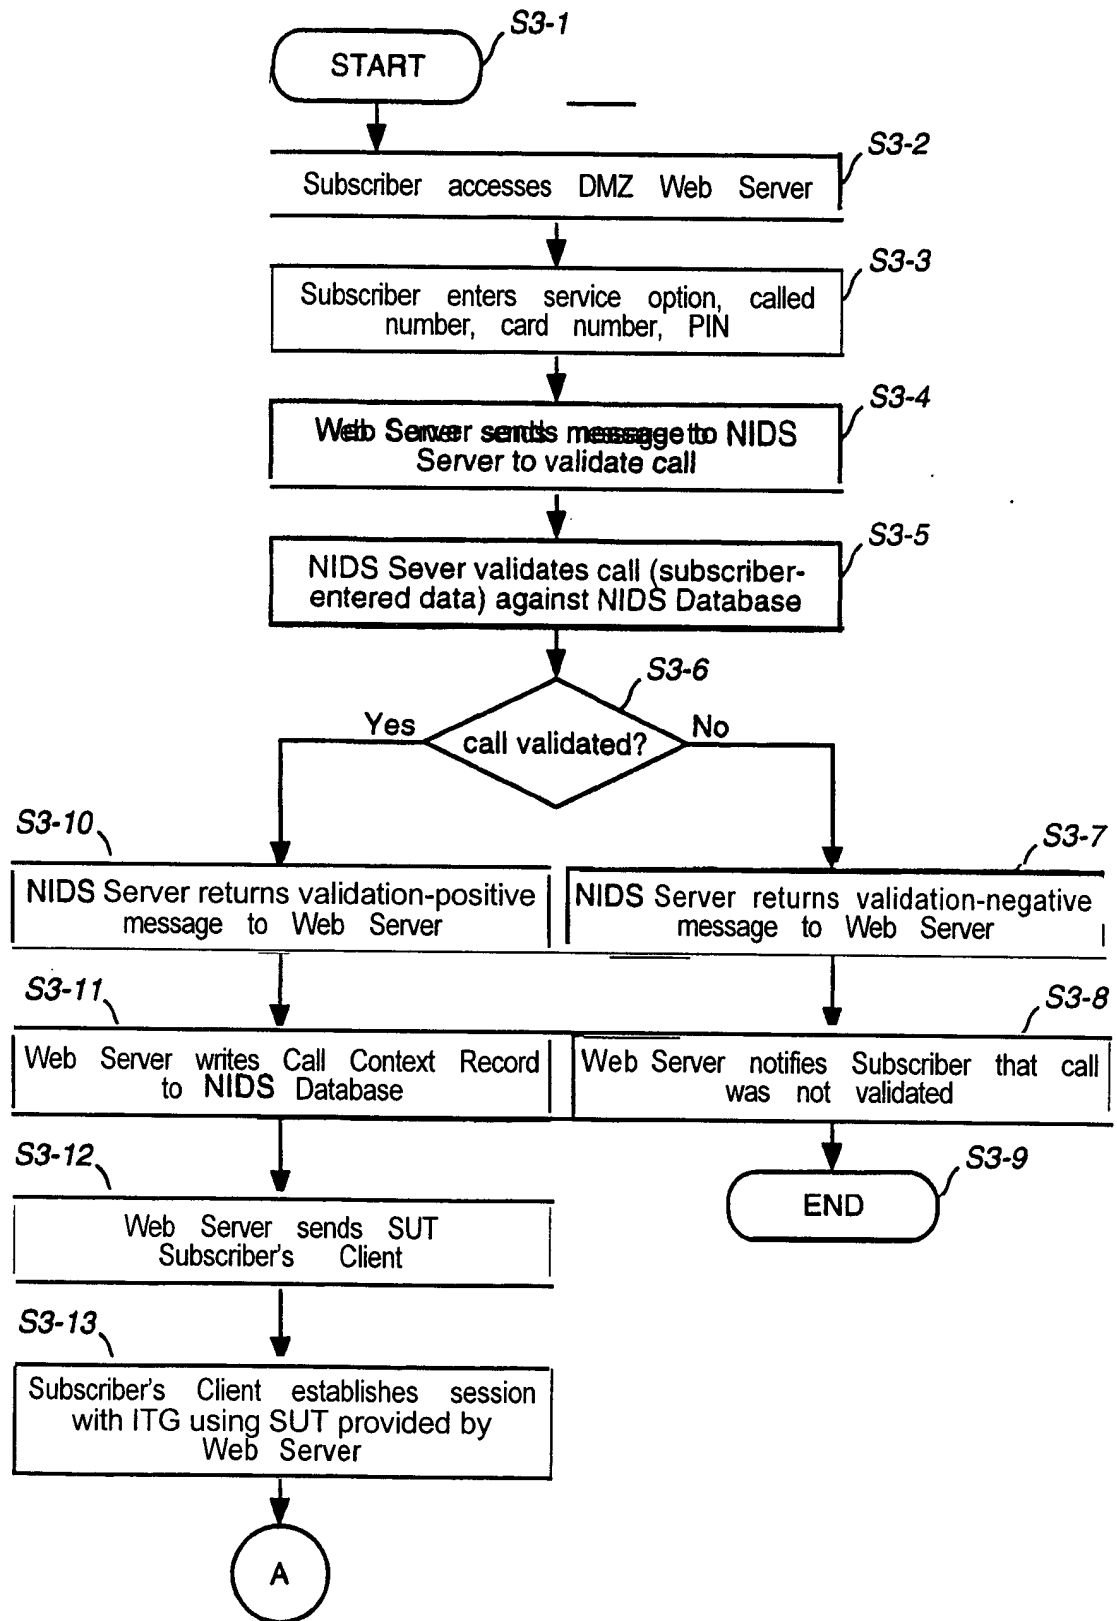 S3-1
START
S3-2
Subscriber accesses DMZ Web Server
S3-3
Subscriber enters service option, called
number, card number, PIN
S3-4
Web Server sends message to NIDS
Server to validate call
S3-5
NIDS Sever validates call (subscriber-
entered data) against NIDS Database
S3-6
Yes
call validated?
No
S3-10
NIDS Server returns validation-positive
message to Web Server
S3-7
NIDS Server returns validation-negative
message to Web Server
S3-11
Web Server writes Call Context Record
to NIDS Database
S3-8
Web Server notifies Subscriber that call
was not validated
S3-12
Web Server sends SUT
Subscriber's Client
S3-9
END
S3-13
Subscriber's Client establishes session
with ITG using SUT provided by
Web Server
A